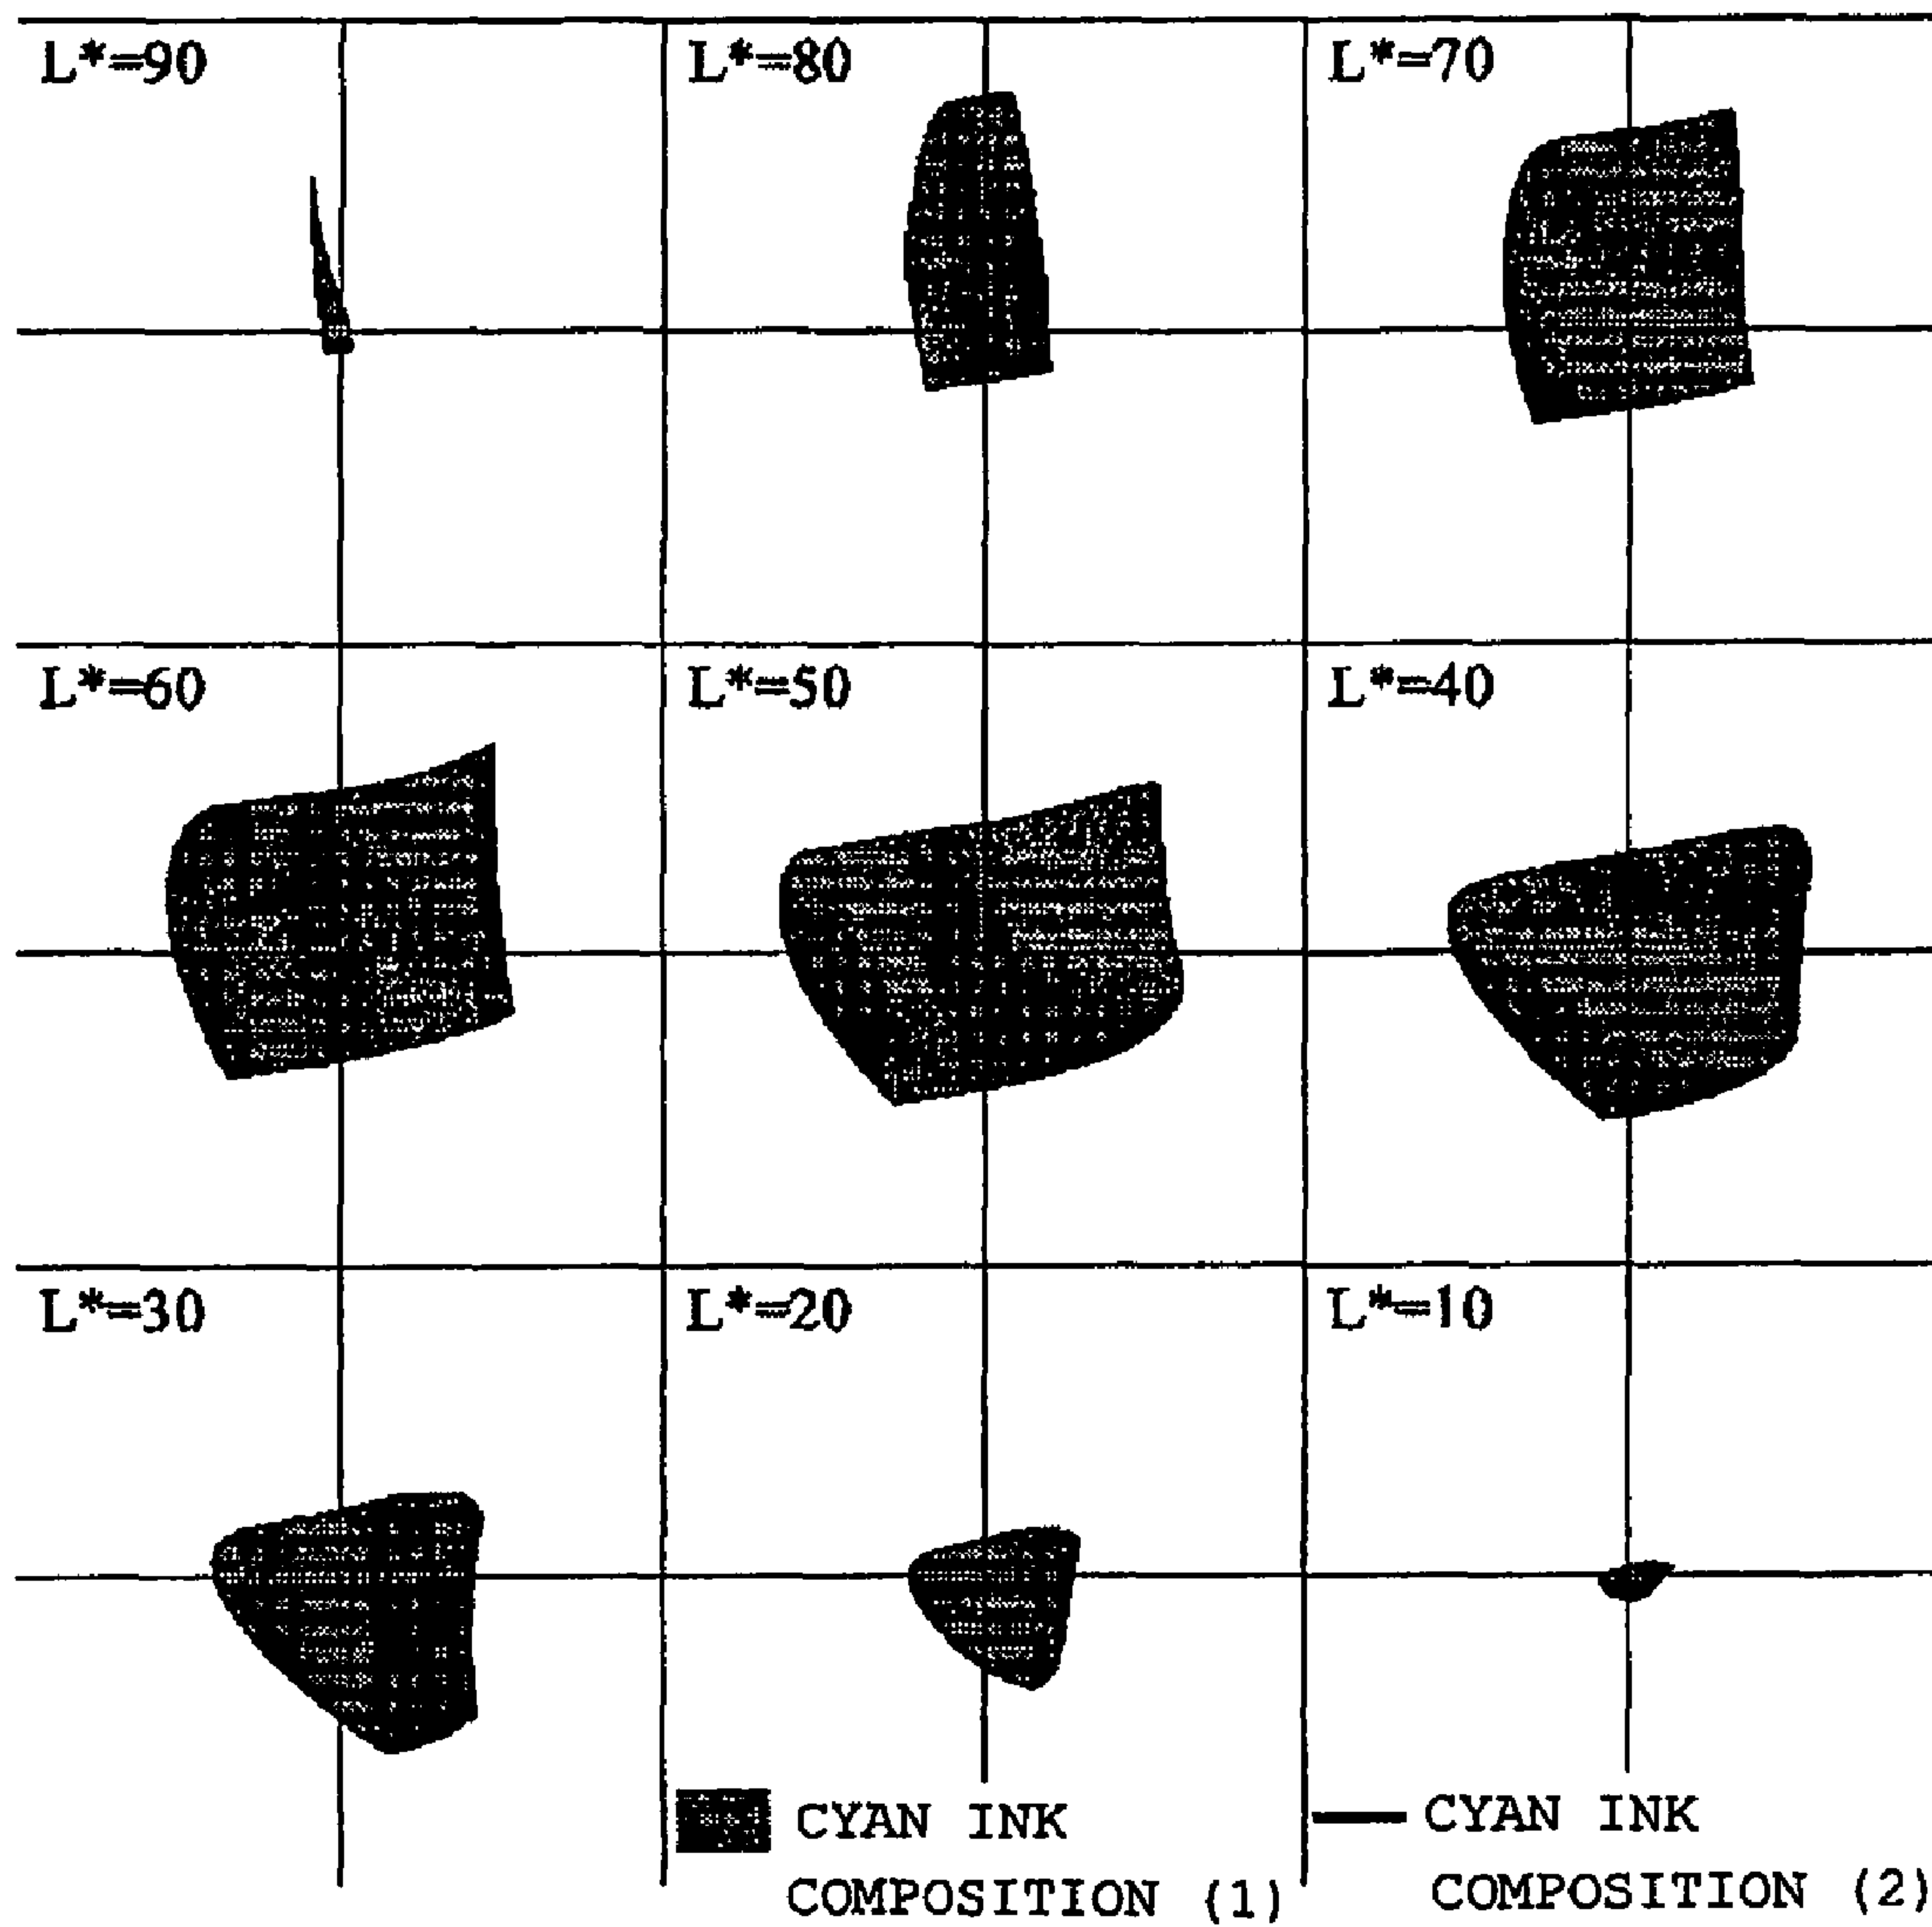 L*=90
L*=80
L*=70
L*=60
L*=50
L*=40
L*=30
L*=20
L*=10
CYAN INK
COMPOSITION (1)
CYAN INK
COMPOSITION (2)